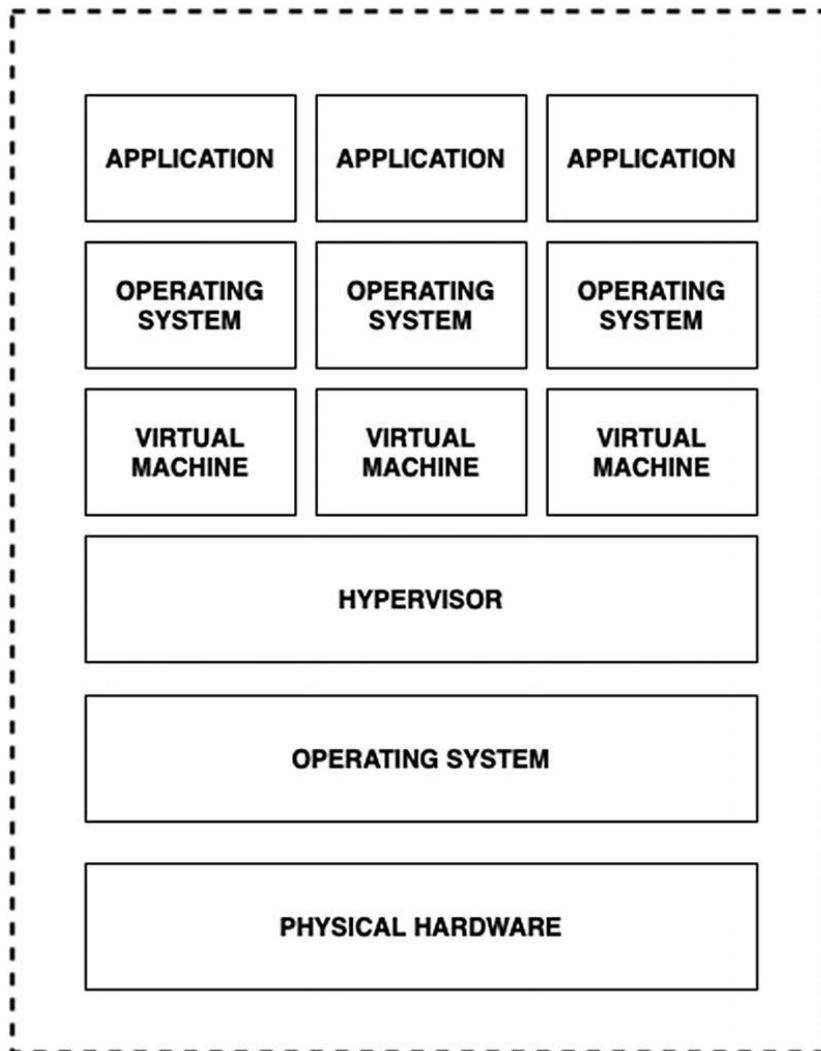 APPLICATION APPLICATION APPLICATION
OPERATING SYSTEM
OPERATING SYSTEM
OPERATING SYSTEM
VIRTUAL MACHINE
VIRTUAL MACHINE
VIRTUAL MACHINE
HYPERVISOR
OPERATING SYSTEM
PHYSICAL HARDWARE